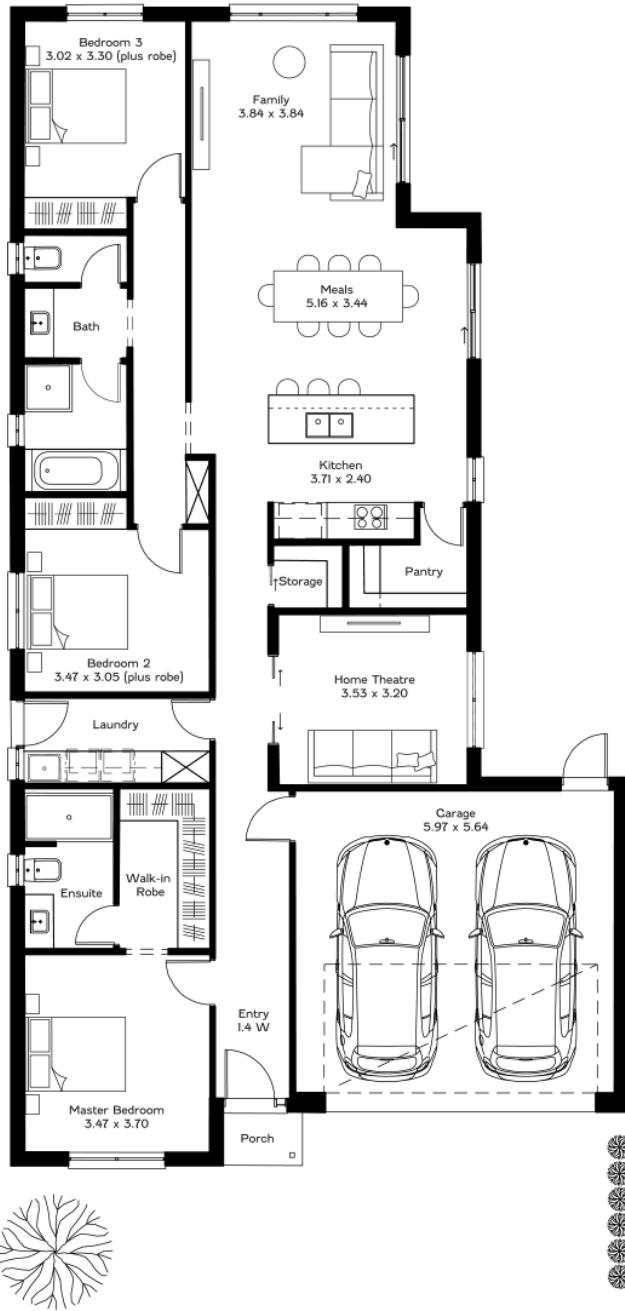 Bedroom 3
3.02 x 3.30 (plus robe)
Family
3.84 x 3.84
Meals
5.16 x 3.44
Bath
Kitchen
3.71 x 2.40
Storage
Pantry
Bedroom 2
3.47 x 3.05 (plus robe)
Home Theatre
3.53 x 3.20
Laundry
Garage
5.97 x 5.64
Ensuite
Walk-in
Robe
Entry
1.4 W
Master Bedroom
3.47 x 3.70
Porch